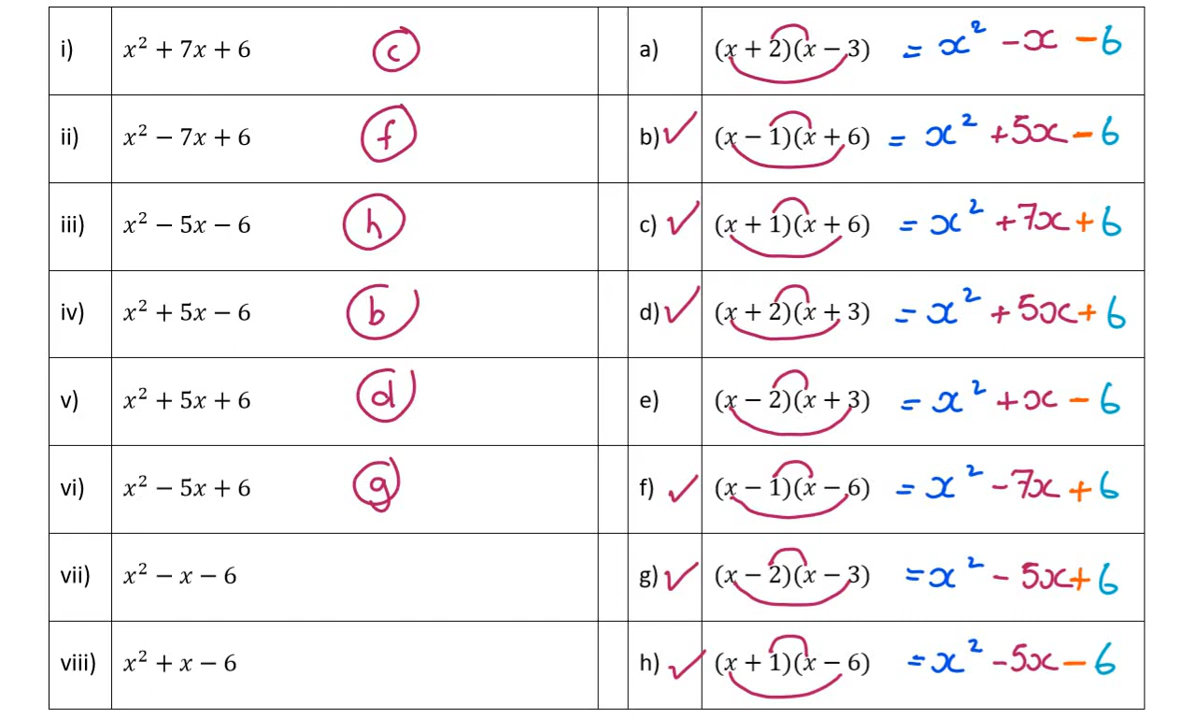 i) x² + 7x + 6 c a) (x + 2)(x − 3) = x² -x -6
ii) x² − 7x + 6 f b) ✓ (x − 1)(x + 6) = x² +5x -6
iii) x² − 5x − 6 h c) ✓ (x + 1)(x + 6) = x² +7x +6
iv) x² + 5x − 6 b d) ✓ (x + 2)(x + 3) = x² +5x +6
v) x² + 5x + 6 d e) (x − 2)(x + 3) = x² +x -6
vi) x² − 5x + 6 g f) ✓ (x − 1)(x − 6) = x² -7x +6
vii) x² − x − 6 g) ✓ (x − 2)(x − 3) = x² - 5x +6
viii) x² + x − 6 h) ✓ (x + 1)(x − 6) = x² -5x -6